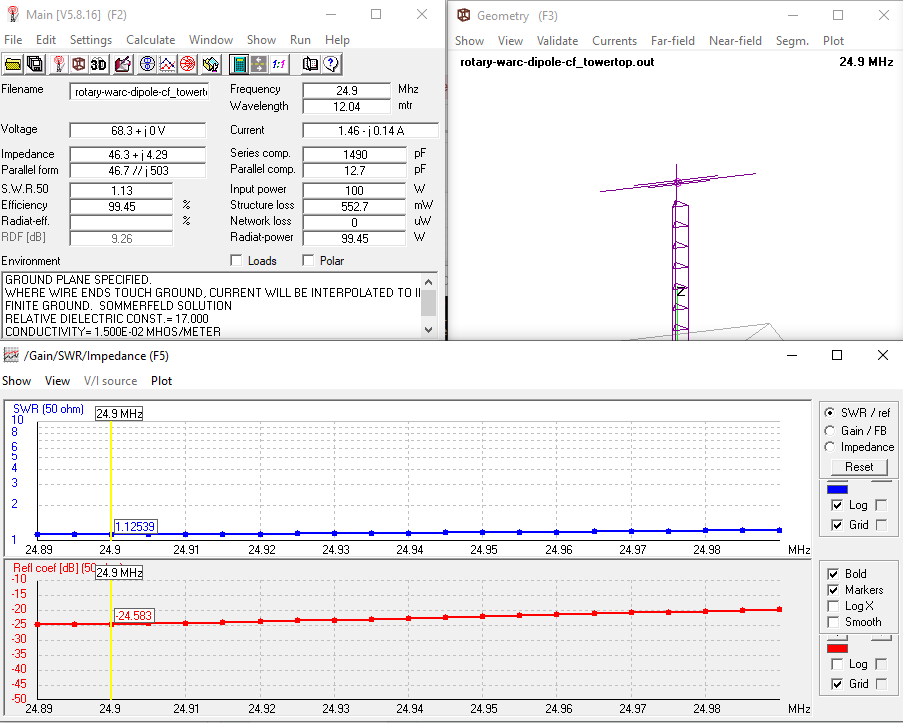 Main [V5.8.16] (F2)
File Edit Settings Calculate Window Show Run Help
3D 1:1
Filename rotary-warc-dipole-cf_towert Frequency 24.9 Mhz
Wavelength 12.04 mtr
Voltage 68.3 + j 0 V Current 1.46 - j 0.14 A
Impedance 46.3 + j 4.29 Series comp. 1490 pF
Parallel form 46.7 // j 503 Parallel comp. 12.7 pF
S.W.R.50 1.13 Input power 100 W
Efficiency 99.45 % Structure loss 552.7 mW
Radiat-eff. % Network loss 0 uW
RDF [dB] 9.26 Radiat-power 99.45 W
Environment Loads Polar
GROUND PLANE SPECIFIED.
WHERE WIRE ENDS TOUCH GROUND, CURRENT WILL BE INTERPOLATED TO
FINITE GROUND. SOMMERFELD SOLUTION
RELATIVE DIELECTRIC CONST.= 17.000
CONDUCTIVITY= 1.500E-02 MHOS/METER
Geometry (F3)
Show View Validate Currents Far-field Near-field Segm. Plot
rotary-warc-dipole-cf_towertop.out 24.9 MHz
Z
/Gain/SWR/Impedance (F5)
Show View V/I source Plot
SWR (50 ohm) 24.9 MHz
10
8
6
5
4
3
2
1.12539
1
24.89 24.9 24.91 24.92 24.93 24.94 24.95 24.96 24.97 24.98 MHz
Refl coef [dB] (50 24.9 MHz
-10
-15
-20
-24.583
-25
-30
-35
-40
-45
-50
24.89 24.9 24.91 24.92 24.93 24.94 24.95 24.96 24.97 24.98 MHz
SWR / ref
Gain / FB
Impedance
Reset
Log
Grid
Bold
Markers
Log X
Smooth
Log
Grid